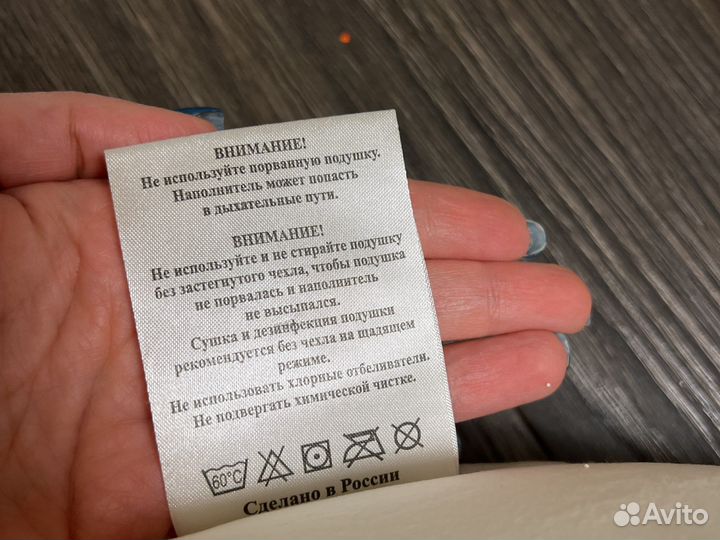 ВНИМАНИЕ!
Не используйте порванную подушку.
Наполнитель может попасть
в дыхательные пути.
ВНИМАНИЕ!
Не используйте и не стирайте подушку
без застегнутого чехла, чтобы подушка
не порвалась и наполнитель
не высыпался.
Сушка и дезинфекция подушки
рекомендуется без чехла на щадящем
режиме.
Не использовать хлорные отбеливатели.
Не подвергать химической чистке.
60°C
Сделано в России
Avito